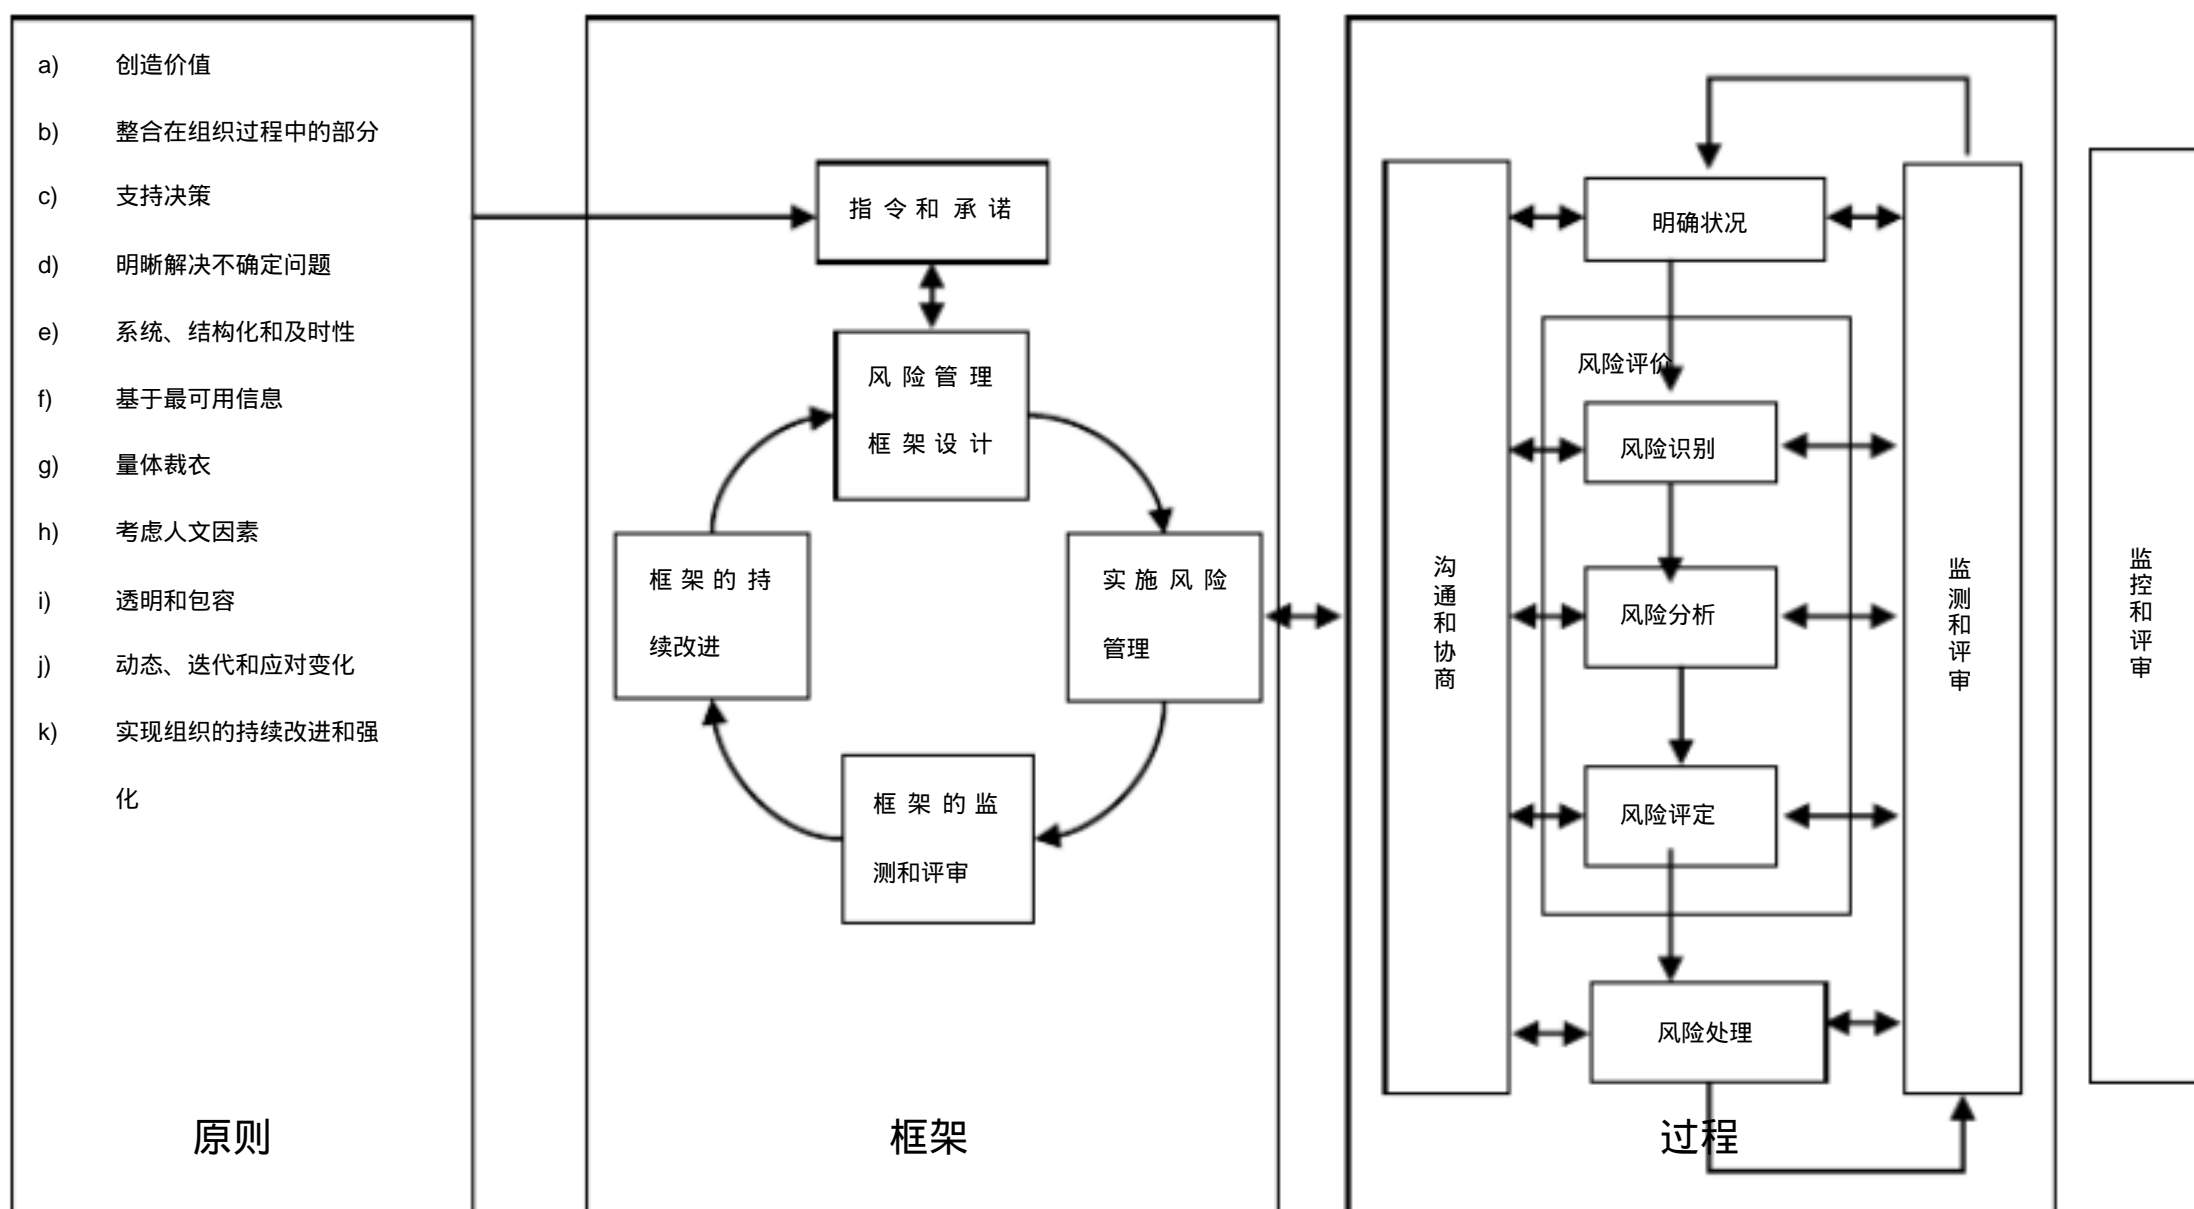 a) 创造价值
b) 整合在组织过程中的部分
c) 支持决策
d) 明晰解决不确定问题
e) 系统、结构化和及时性
f) 基于最可用信息
g) 量体裁衣
h) 考虑人文因素
i) 透明和包容
j) 动态、迭代和应对变化
k) 实现组织的持续改进和强
化
原则
指令和承诺
风险管理
框架设计
框架的持
续改进
实施风险
管理
框架的监
测和评审
框架
沟通和协商
明确状况
风险评价
风险识别
风险分析
风险评定
风险处理
监测和评审
过程
监控和评审